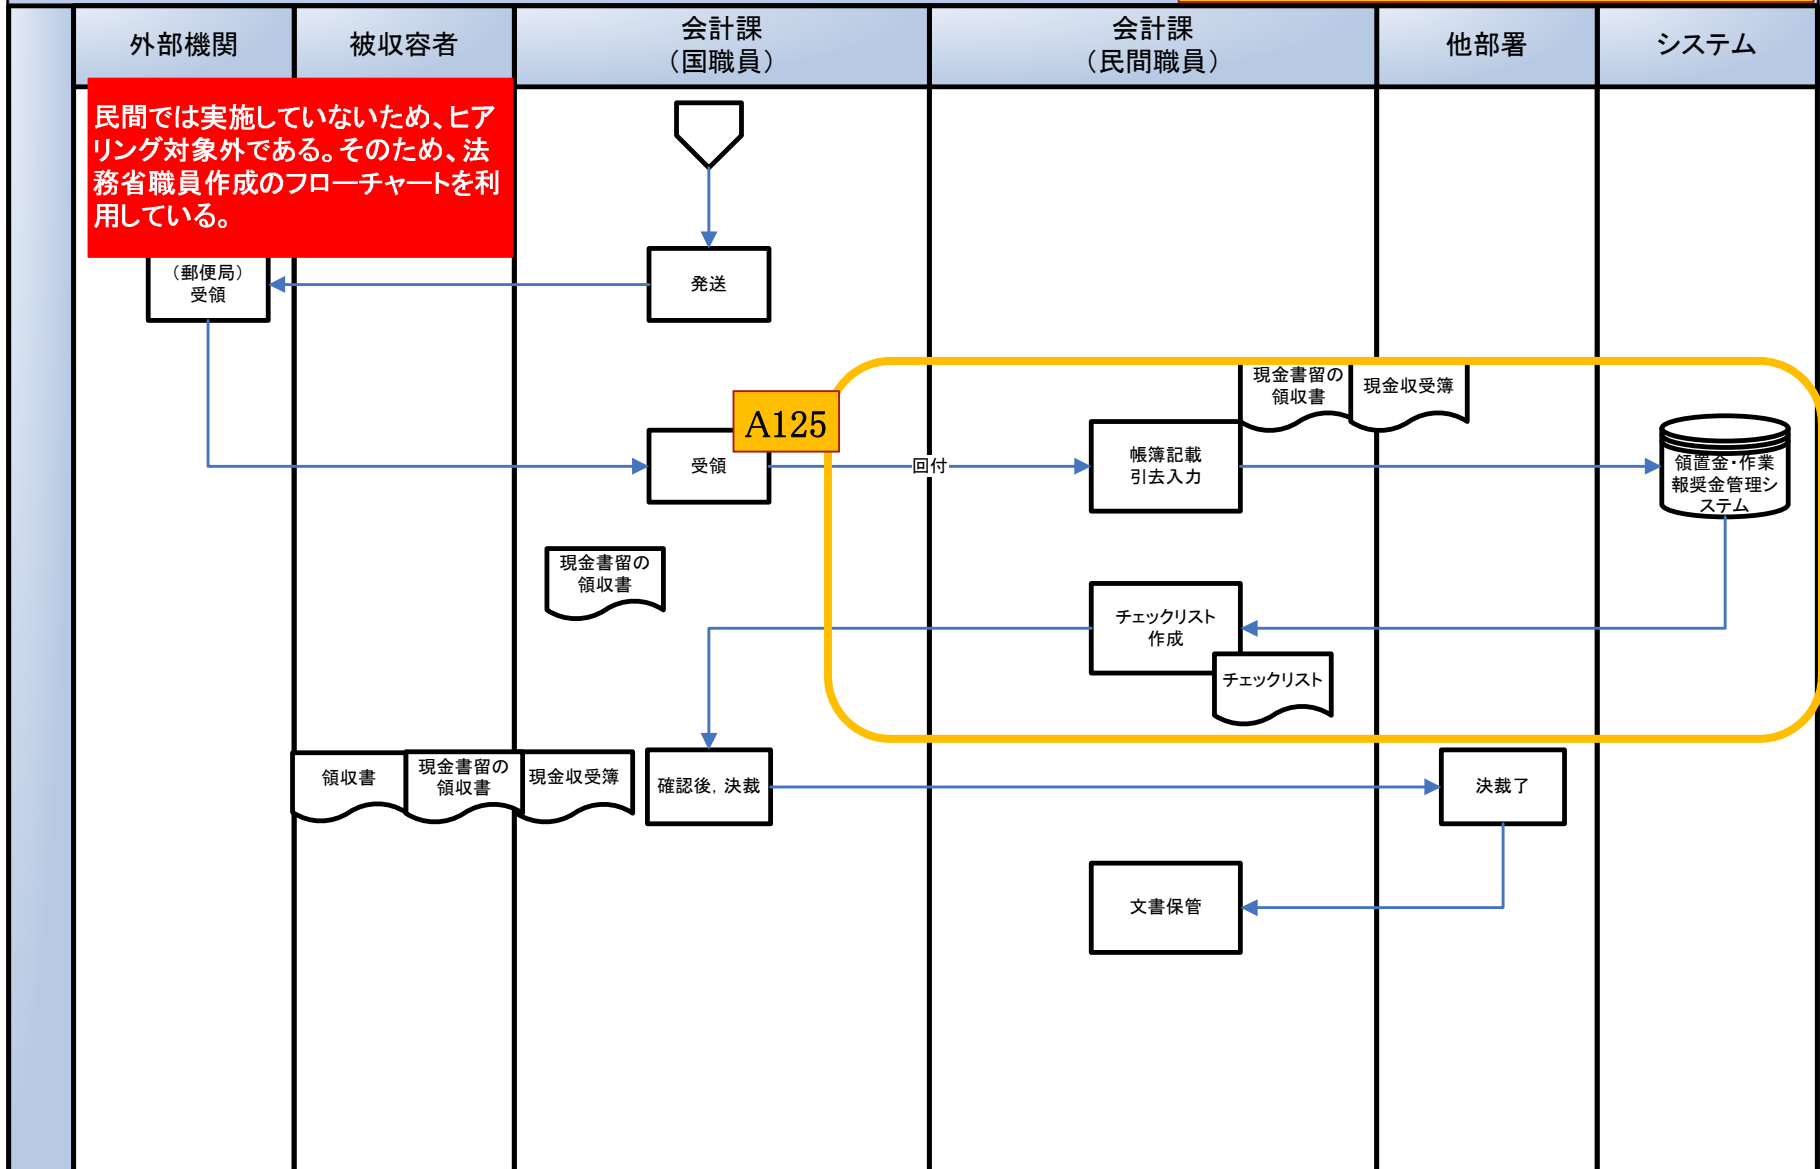 外部機関
被収容者
会計課
（国職員）
会計課
（民間職員）
他部署
システム
民間では実施していないため、ヒア
リング対象外である。そのため、法
務省職員作成のフローチャートを利
用している。
（郵便局）
受領
発送
A125
受領
回付
帳簿記載
引去入力
現金書留の
領収書
現金収受簿
領置金・作業
報奨金管理シ
ステム
現金書留の
領収書
チェックリスト
作成
チェックリスト
領収書
現金書留の
領収書
現金収受簿
確認後，決裁
決裁了
文書保管